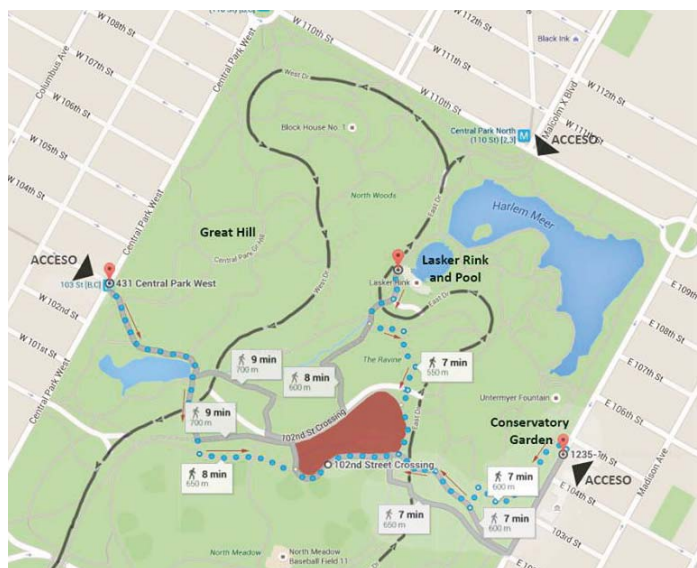 (110 St) [2,3]
W 108th St
W 107th St
W 106th St
W 105th St
W 104th St
W 102nd St
W 101st St
Columbus Ave
Central Park West
Central Park West
Central Park West
W 110th St
W 110th St
W 112th St
W 111th St
W 113th St
Black Ink
Malcolm X Blvd
Central Park North
(110 St) [2,3]
ACCESO
West Dr
Block House No. 1
North Woods
East Dr
East Dr
Harlem Meer
Great Hill
West Dr
Lasker Rink
and Pool
Lasker Rink
ACCESO
103 St [B,C]
431 Central Park West
The Ravine
9 min
700 m
8 min
600 m
7 min
550 m
E 108th St
E 107th St
E 106th St
Untermyer Fountain
Conservatory
Garden
1235-
9 min
700 m
102nd St Crossing
East Dr
102nd Street Crossing
8 min
650 m
7 min
600 m
7 min
650 m
7 min
600 m
ACCESO
E 104th St
103rd St
Madison Ave
North Meadow
North Meadow
Baseball Field 11